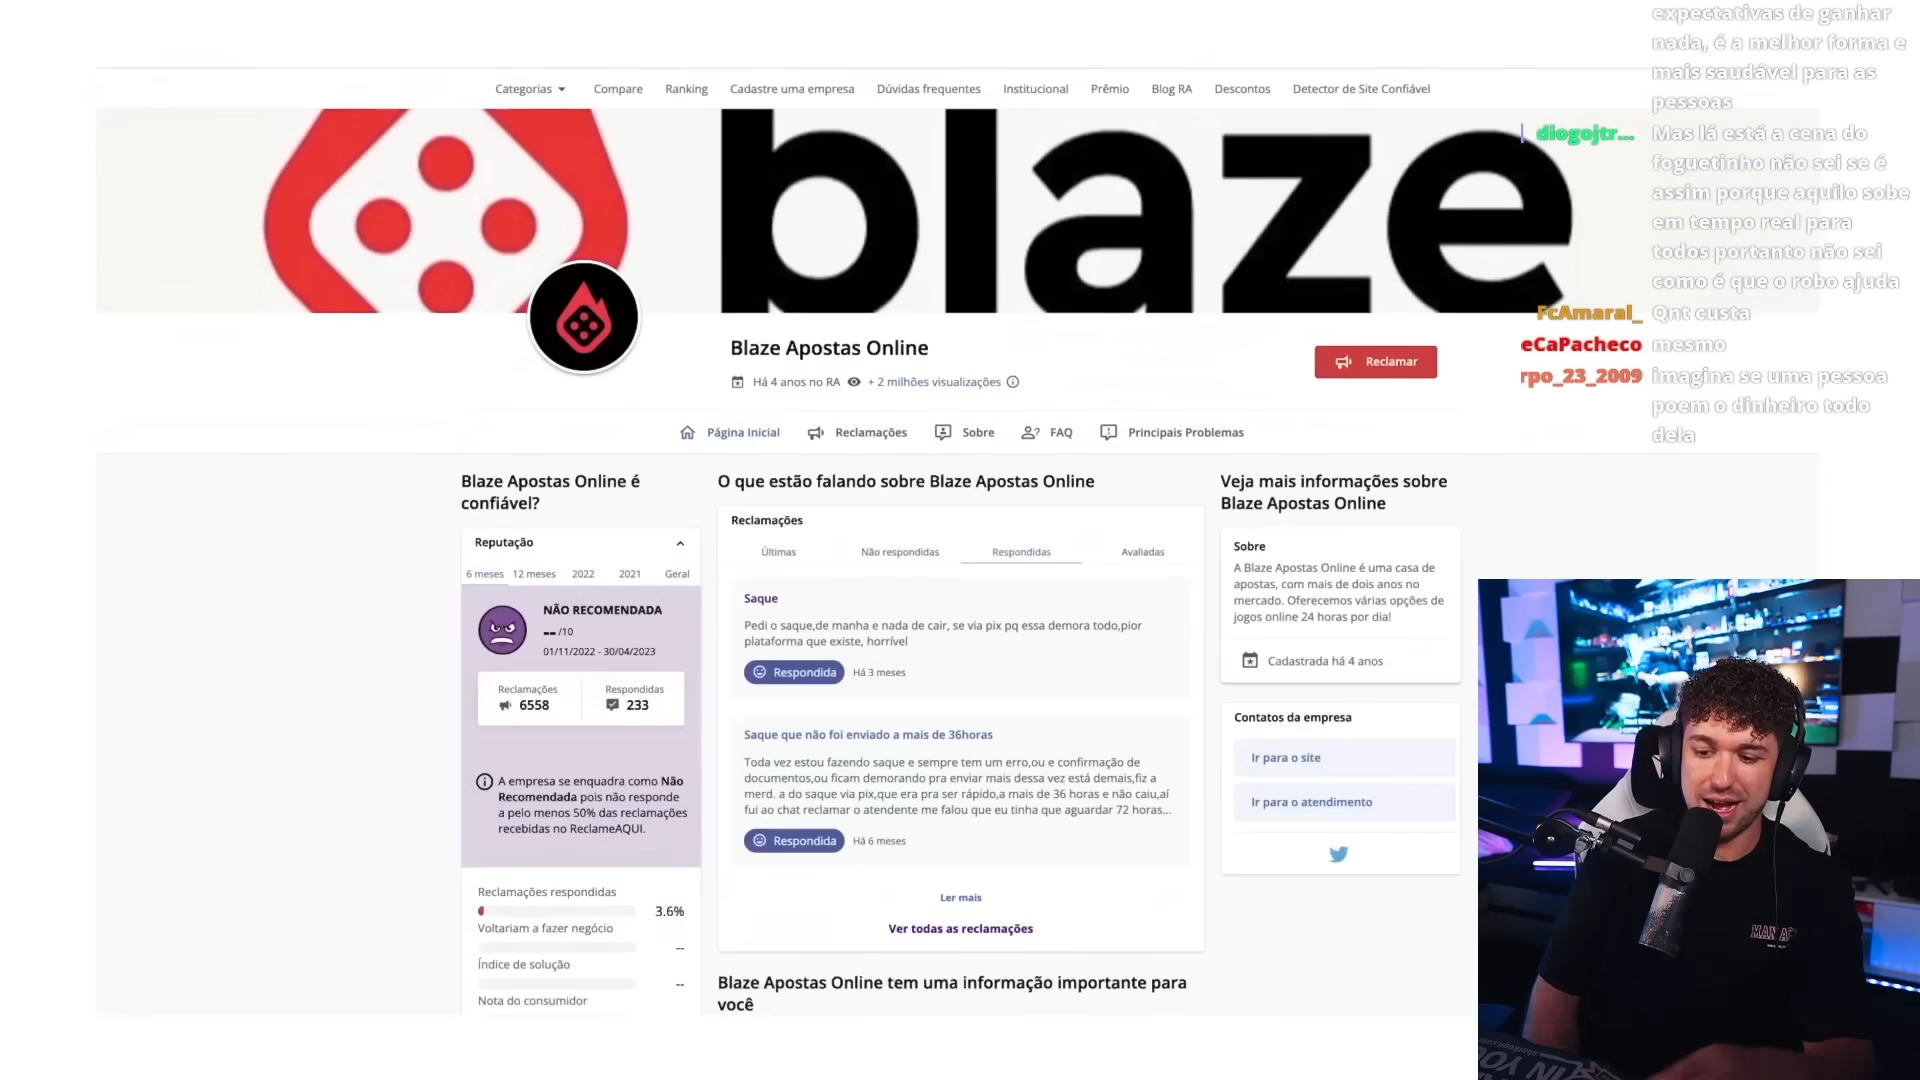 Categorias
Compare
Ranking
Cadastre uma empresa
Dúvidas frequentes
Institucional
Prêmio
Blog RA
Descontos
Detector de Site Confiável
blaze
Blaze Apostas Online
Há 4 anos no RA
+ 2 milhões visualizações
Reclamar
Página Inicial
Reclamações
Sobre
FAQ
Principais Problemas
Blaze Apostas Online é
confiável?
Reputação
6 meses
12 meses
2022
2021
Geral
NÃO RECOMENDADA
-- /10
01/11/2022 - 30/04/2023
Reclamações
6558
Respondidas
233
A empresa se enquadra como Não
Recomendada pois não responde
a pelo menos 50% das reclamações
recebidas no ReclameAQUI.
Reclamações respondidas
3.6%
Voltariam a fazer negócio
--
Índice de solução
--
Nota do consumidor
O que estão falando sobre Blaze Apostas Online
Reclamações
Últimas
Não respondidas
Respondidas
Avaliadas
Saque
Pedi o saque,de manha e nada de cair, se via pix pq essa demora todo,pior
plataforma que existe, horrível
Respondida
Há 3 meses
Saque que não foi enviado a mais de 36horas
Toda vez estou fazendo saque e sempre tem um erro,ou e confirmação de
documentos,ou ficam demorando pra enviar mais dessa vez está demais,fiz a
merd. a do saque via pix,que era pra ser rápido,a mais de 36 horas e não caiu,aí
fui ao chat reclamar o atendente me falou que eu tinha que aguardar 72 horas...
Respondida
Há 6 meses
Ler mais
Ver todas as reclamações
Blaze Apostas Online tem uma informação importante para
você
Veja mais informações sobre
Blaze Apostas Online
Sobre
A Blaze Apostas Online é uma casa de
apostas, com mais de dois anos no
mercado. Oferecemos várias opções de
jogos online 24 horas por dia!
Cadastrada há 4 anos
Contatos da empresa
Ir para o site
Ir para o atendimento
expectativas de ganhar
nada, é a melhor forma e
mais saudável para as
pessoas
diogojtr... Mas lá está a cena do
foguetinho não sei se é
assim porque aquilo sobe
em tempo real para
todos portanto não sei
como é que o robo ajuda
FcAmaral_ Qnt custa
eCaPacheco mesmo
rpo_23_2009 imagina se uma pessoa
poem o dinheiro todo
dela